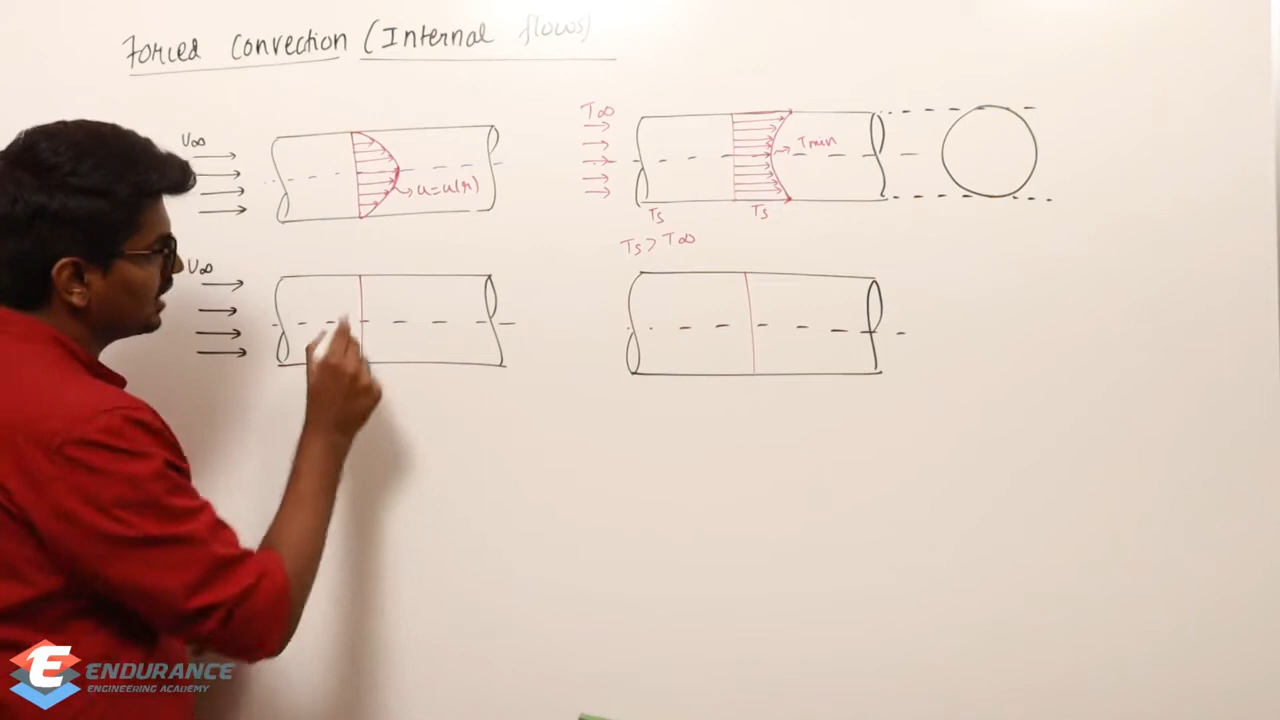 Forced Convection (Internal flows)
U∞
u=u(r)
T∞
Tmin
Ts
Ts
Ts > T∞
U∞
E ENDURANCE
ENGINEERING ACADEMY